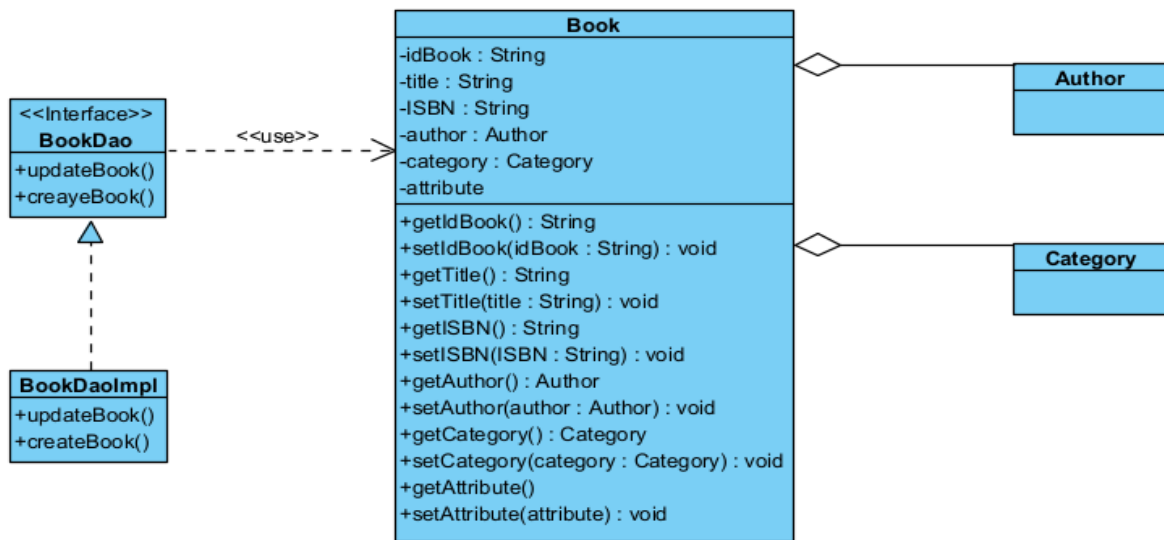 <<Interface>>
BookDao
+updateBook()
+creayeBook()
<<use>>
BookDaoImpl
+updateBook()
+createBook()
Book
-idBook : String
-title : String
-ISBN : String
-author : Author
-category : Category
-attribute
+getIdBook() : String
+setIdBook(idBook : String) : void
+getTitle() : String
+setTitle(title : String) : void
+getISBN() : String
+setISBN(ISBN : String) : void
+getAuthor() : Author
+setAuthor(author : Author) : void
+getCategory() : Category
+setCategory(category : Category) : void
+getAttribute()
+setAttribute(attribute) : void
Author
Category